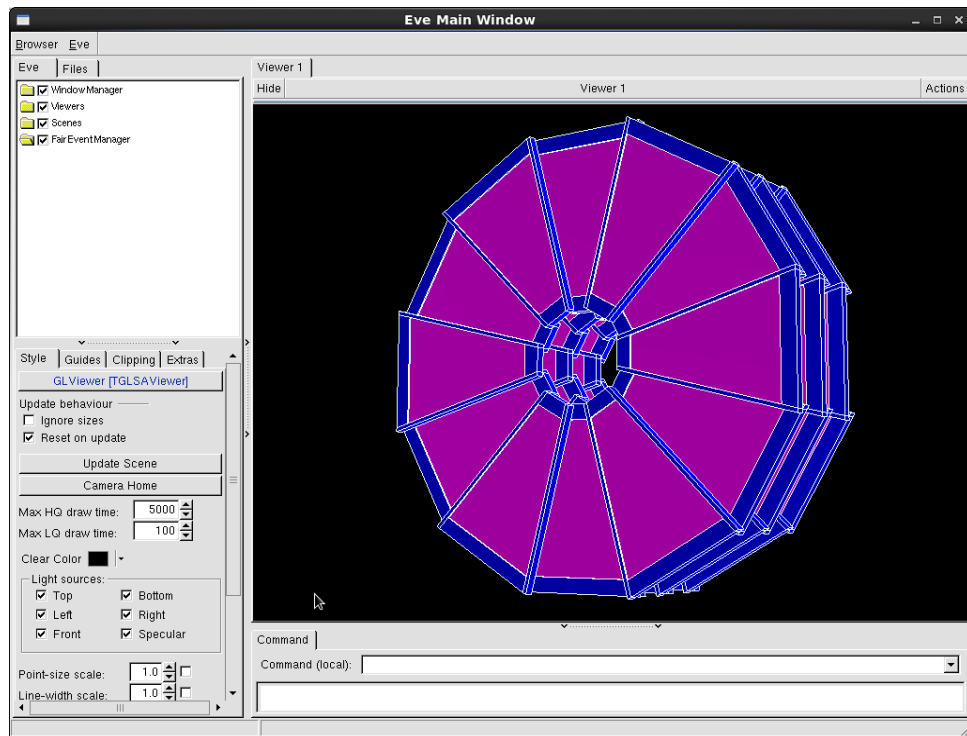 Eve Main Window
Browser Eve
Eve Files
Viewer 1
Hide Viewer 1 Actions
WindowManager
Viewers
Scenes
FairEventManager
Style Guides Clipping Extras
GLViewer [TGLSAViewer]
Update behaviour
Ignore sizes
Reset on update
Update Scene
Camera Home
Max HQ draw time: 5000
Max LQ draw time: 100
Clear Color
Light sources:
Top Bottom
Left Right
Front Specular
Point-size scale: 1.0
Line-width scale: 1.0
Command
Command (local):